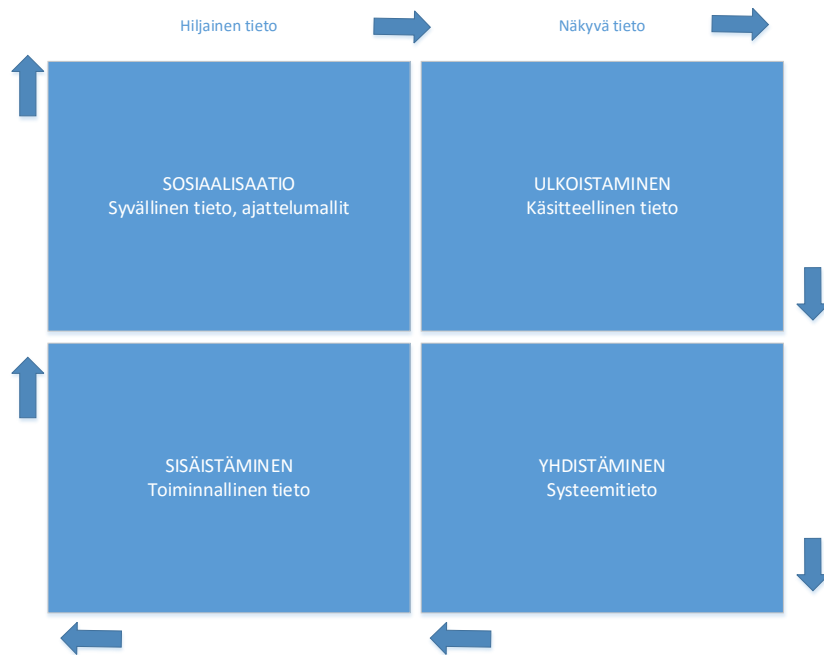 Hiljainen tieto
Näkyvä tieto
SOSIAALISAATIO
Syvällinen tieto, ajattelumallit
ULKOISTAMINEN
Käsitteellinen tieto
SISÄISTÄMINEN
Toiminnallinen tieto
YHDISTÄMINEN
Systeemitieto